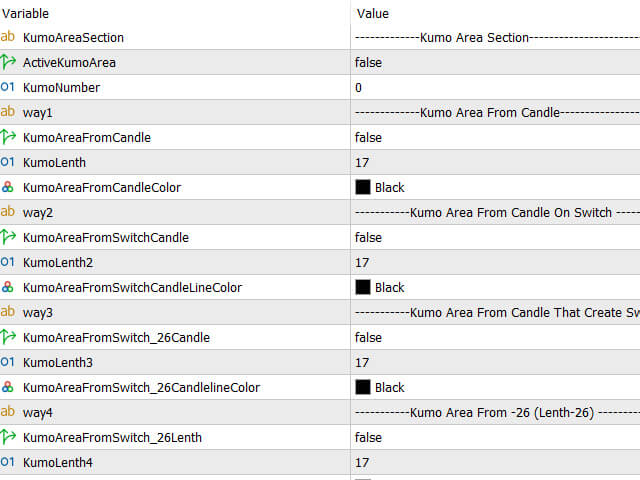 Variable Value
ab KumoAreaSection -------------Kumo Area Section----------------------
ActiveKumoArea false
01 KumoNumber 0
ab way1 -------------Kumo Area From Candle----------------
KumoAreaFromCandle false
01 KumoLenth 17
KumoAreaFromCandleColor Black
ab way2 -----------Kumo Area From Candle On Switch ------
KumoAreaFromSwitchCandle false
01 KumoLenth2 17
KumoAreaFromSwitchCandleLineColor Black
ab way3 -----------Kumo Area From Candle That Create Sw
KumoAreaFromSwitch_26Candle false
01 KumoLenth3 17
KumoAreaFromSwitch_26CandlelineColor Black
ab way4 -----------Kumo Area From -26 (Lenth-26) --------
KumoAreaFromSwitch_26Lenth false
01 KumoLenth4 17